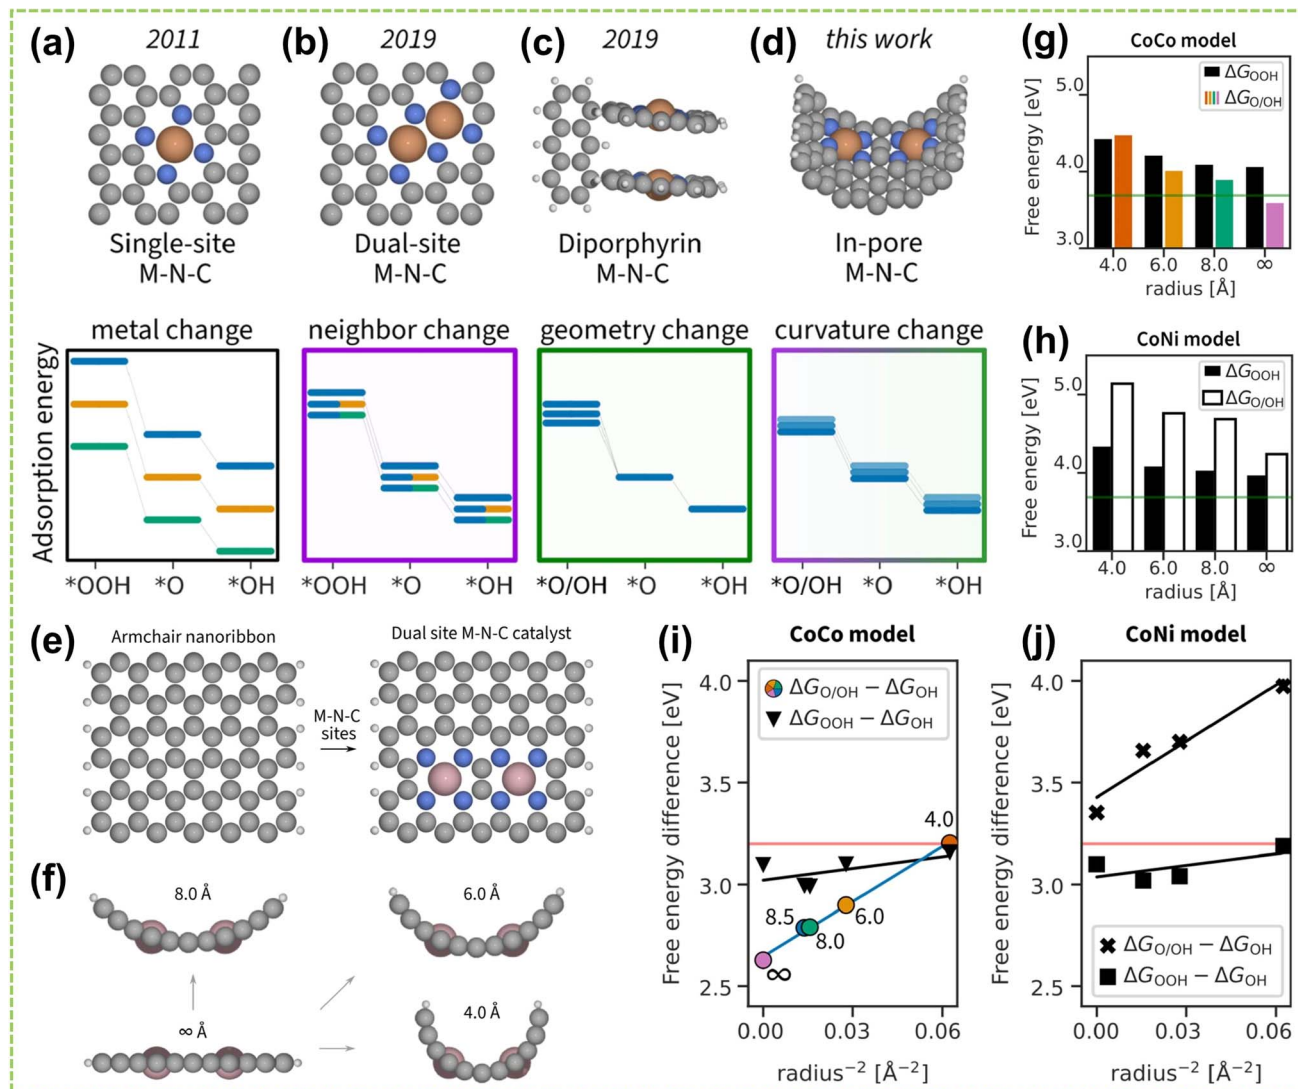 (a)
2011
Single-site
M-N-C
(b)
2019
Dual-site
M-N-C
(c)
2019
Diporphyrin
M-N-C
(d)
this work
In-pore
M-N-C
Adsorption energy
metal change
*OOH
*O
*OH
neighbor change
*OOH
*O
*OH
geometry change
*O/OH
*O
*OH
curvature change
*O/OH
*O
*OH
(e)
Armchair nanoribbon
M-N-C
sites
Dual site M-N-C catalyst
(f)
8.0 Å
6.0 Å
∞ Å
4.0 Å
(g)
CoCo model
Free energy [eV]
5.0
4.0
3.0
ΔG_OOH
ΔG_O/OH
4.0
6.0
8.0
∞
radius [Å]
(h)
CoNi model
Free energy [eV]
5.0
4.0
3.0
ΔG_OOH
ΔG_O/OH
4.0
6.0
8.0
∞
radius [Å]
(i)
CoCo model
Free energy difference [eV]
4.0
3.5
3.0
2.5
ΔG_O/OH − ΔG_OH
ΔG_OOH − ΔG_OH
4.0
8.5
8.0
6.0
∞
0.00
0.03
0.06
radius⁻² [Å⁻²]
(j)
CoNi model
Free energy difference [eV]
4.0
3.5
3.0
2.5
ΔG_O/OH − ΔG_OH
ΔG_OOH − ΔG_OH
0.00
0.03
0.06
radius⁻² [Å⁻²]